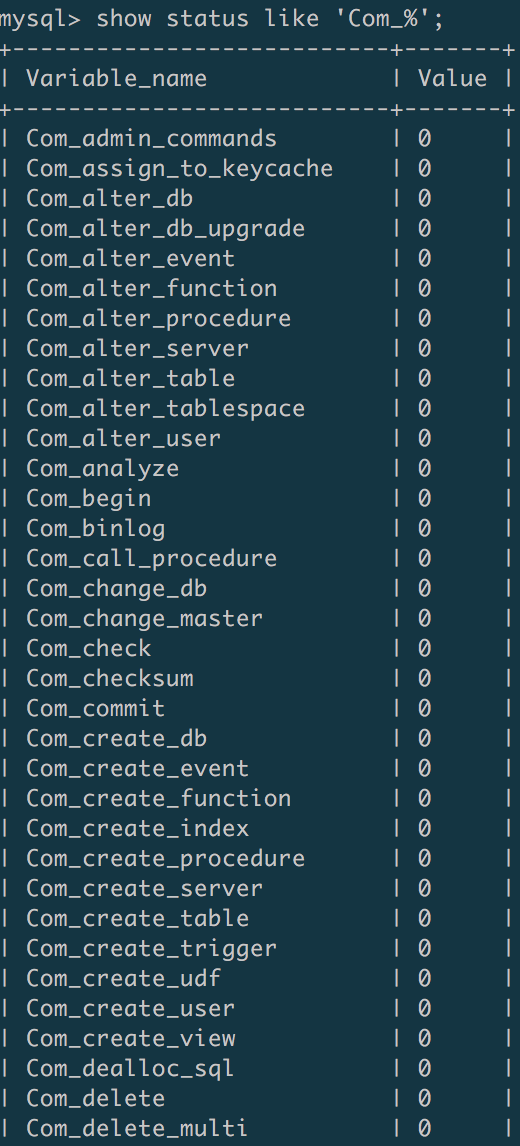 mysql> show status like 'Com_%';
+---------------------------+-------+
| Variable_name             | Value |
+---------------------------+-------+
| Com_admin_commands        | 0     |
| Com_assign_to_keycache    | 0     |
| Com_alter_db              | 0     |
| Com_alter_db_upgrade      | 0     |
| Com_alter_event           | 0     |
| Com_alter_function        | 0     |
| Com_alter_procedure       | 0     |
| Com_alter_server          | 0     |
| Com_alter_table           | 0     |
| Com_alter_tablespace      | 0     |
| Com_alter_user            | 0     |
| Com_analyze               | 0     |
| Com_begin                 | 0     |
| Com_binlog                | 0     |
| Com_call_procedure        | 0     |
| Com_change_db             | 0     |
| Com_change_master         | 0     |
| Com_check                 | 0     |
| Com_checksum              | 0     |
| Com_commit                | 0     |
| Com_create_db             | 0     |
| Com_create_event          | 0     |
| Com_create_function       | 0     |
| Com_create_index          | 0     |
| Com_create_procedure      | 0     |
| Com_create_server         | 0     |
| Com_create_table          | 0     |
| Com_create_trigger        | 0     |
| Com_create_udf            | 0     |
| Com_create_user           | 0     |
| Com_create_view           | 0     |
| Com_dealloc_sql           | 0     |
| Com_delete                | 0     |
| Com_delete_multi          | 0     |